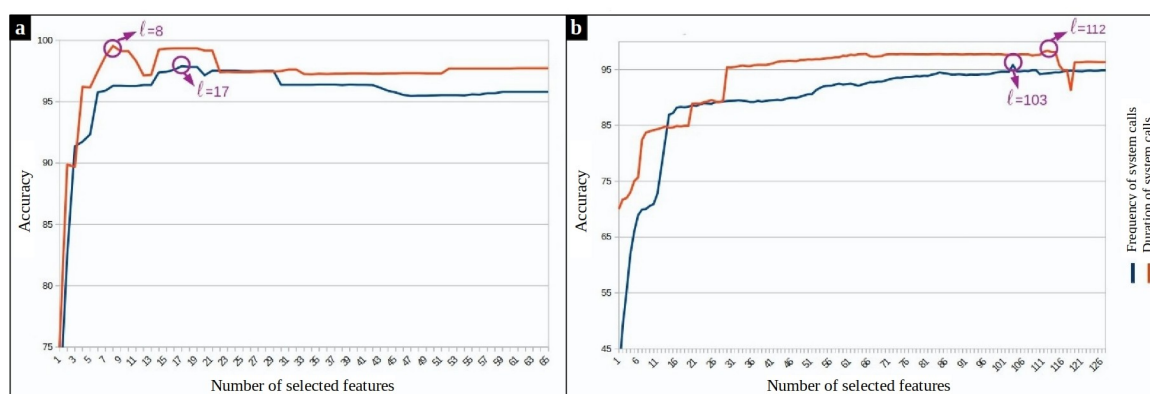 a
ℓ=8
ℓ=17
100
95
90
85
80
75
Accuracy
1 3 5 7 9 11 13 15 17 19 21 23 25 27 29 31 33 35 37 39 41 43 45 47 49 51 53 55 57 59 61 63 65
Number of selected features
b
ℓ=112
ℓ=103
95
85
75
65
55
45
Accuracy
1 6 11 16 21 26 31 36 41 46 51 56 61 66 71 76 81 86 91 96 101 106 111 116 121 126
Number of selected features
Frequency of system calls
Duration of system calls